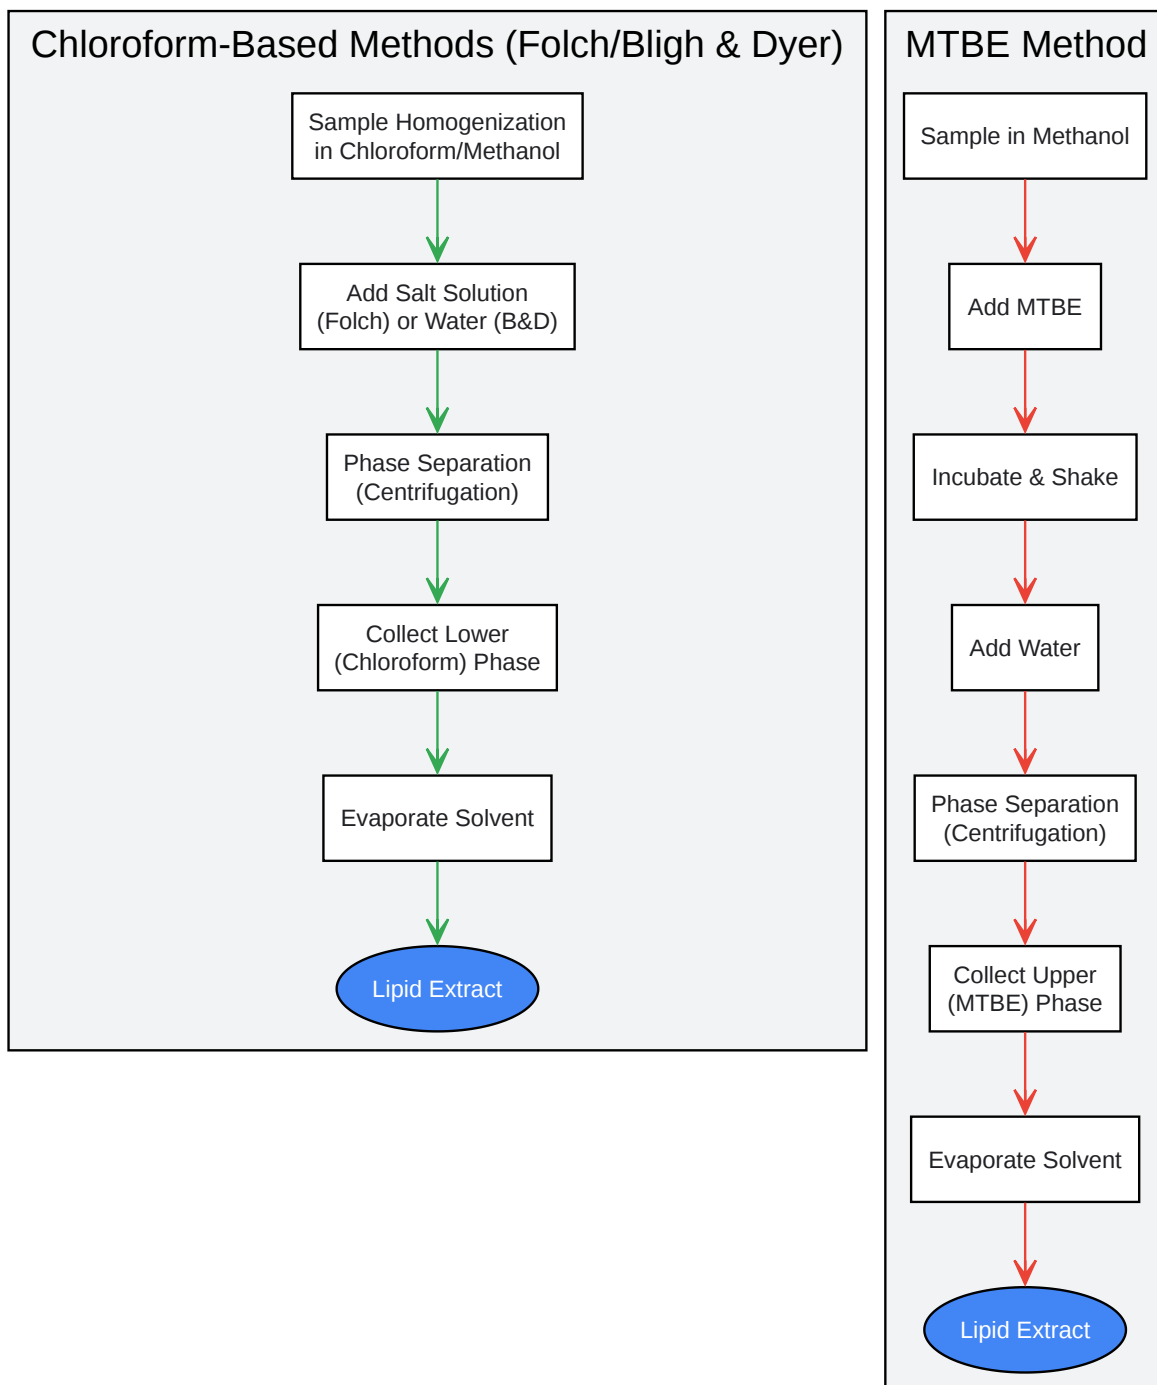 Chloroform-Based Methods (Folch/Bligh & Dyer)
Sample Homogenization
in Chloroform/Methanol
Add Salt Solution
(Folch) or Water (B&D)
Phase Separation
(Centrifugation)
Collect Lower
(Chloroform) Phase
Evaporate Solvent
Lipid Extract
MTBE Method
Sample in Methanol
Add MTBE
Incubate & Shake
Add Water
Phase Separation
(Centrifugation)
Collect Upper
(MTBE) Phase
Evaporate Solvent
Lipid Extract